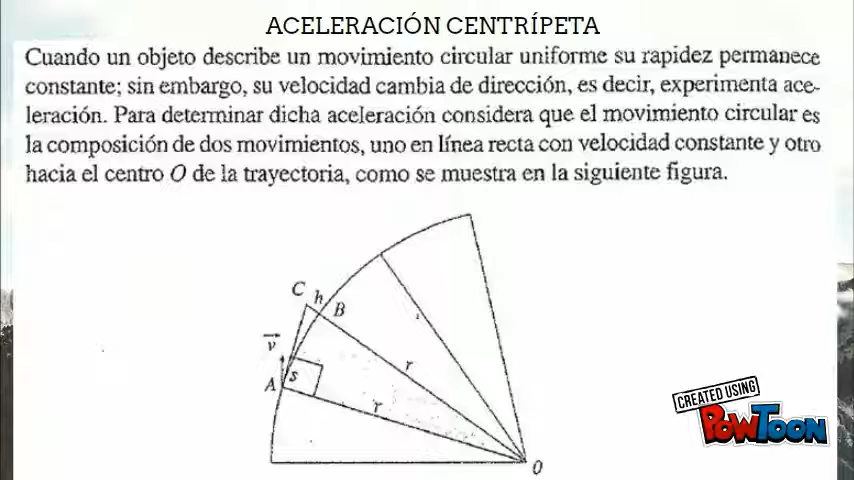 ACELERACIÓN CENTRÍPETA
Cuando un objeto describe un movimiento circular uniforme su rapidez permanece
constante; sin embargo, su velocidad cambia de dirección, es decir, experimenta ace-
leración. Para determinar dicha aceleración considera que el movimiento circular es
la composición de dos movimientos, uno en línea recta con velocidad constante y otro
hacia el centro O de la trayectoria, como se muestra en la siguiente figura.
C h B
v
A s
r
r
O
CREATED USING
POWTOON